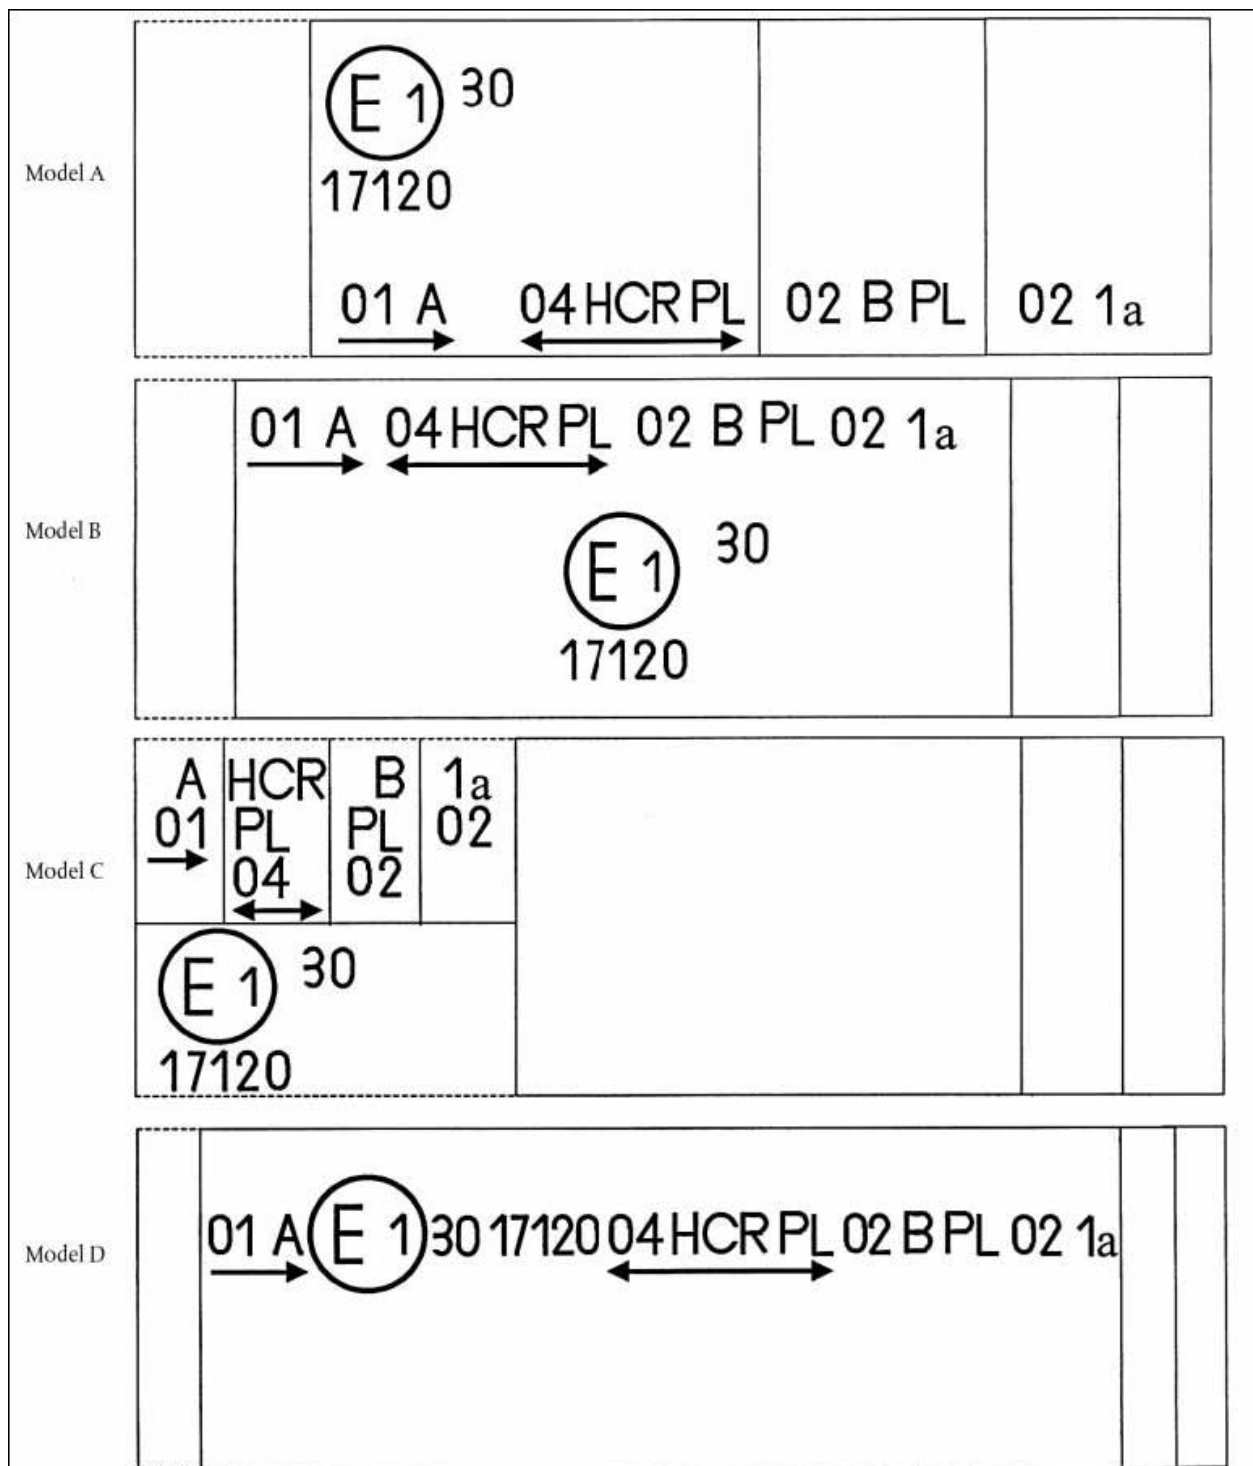 Model A
E 1 30
17120
01 A 04 HCR PL 02 B PL 02 1a
Model B
01 A 04 HCR PL 02 B PL 02 1a
E 1 30
17120
Model C
A HCR B 1a
01 PL PL 02
04 02
E 1 30
17120
Model D
01 A E 1 30 17120 04 HCR PL 02 B PL 02 1a